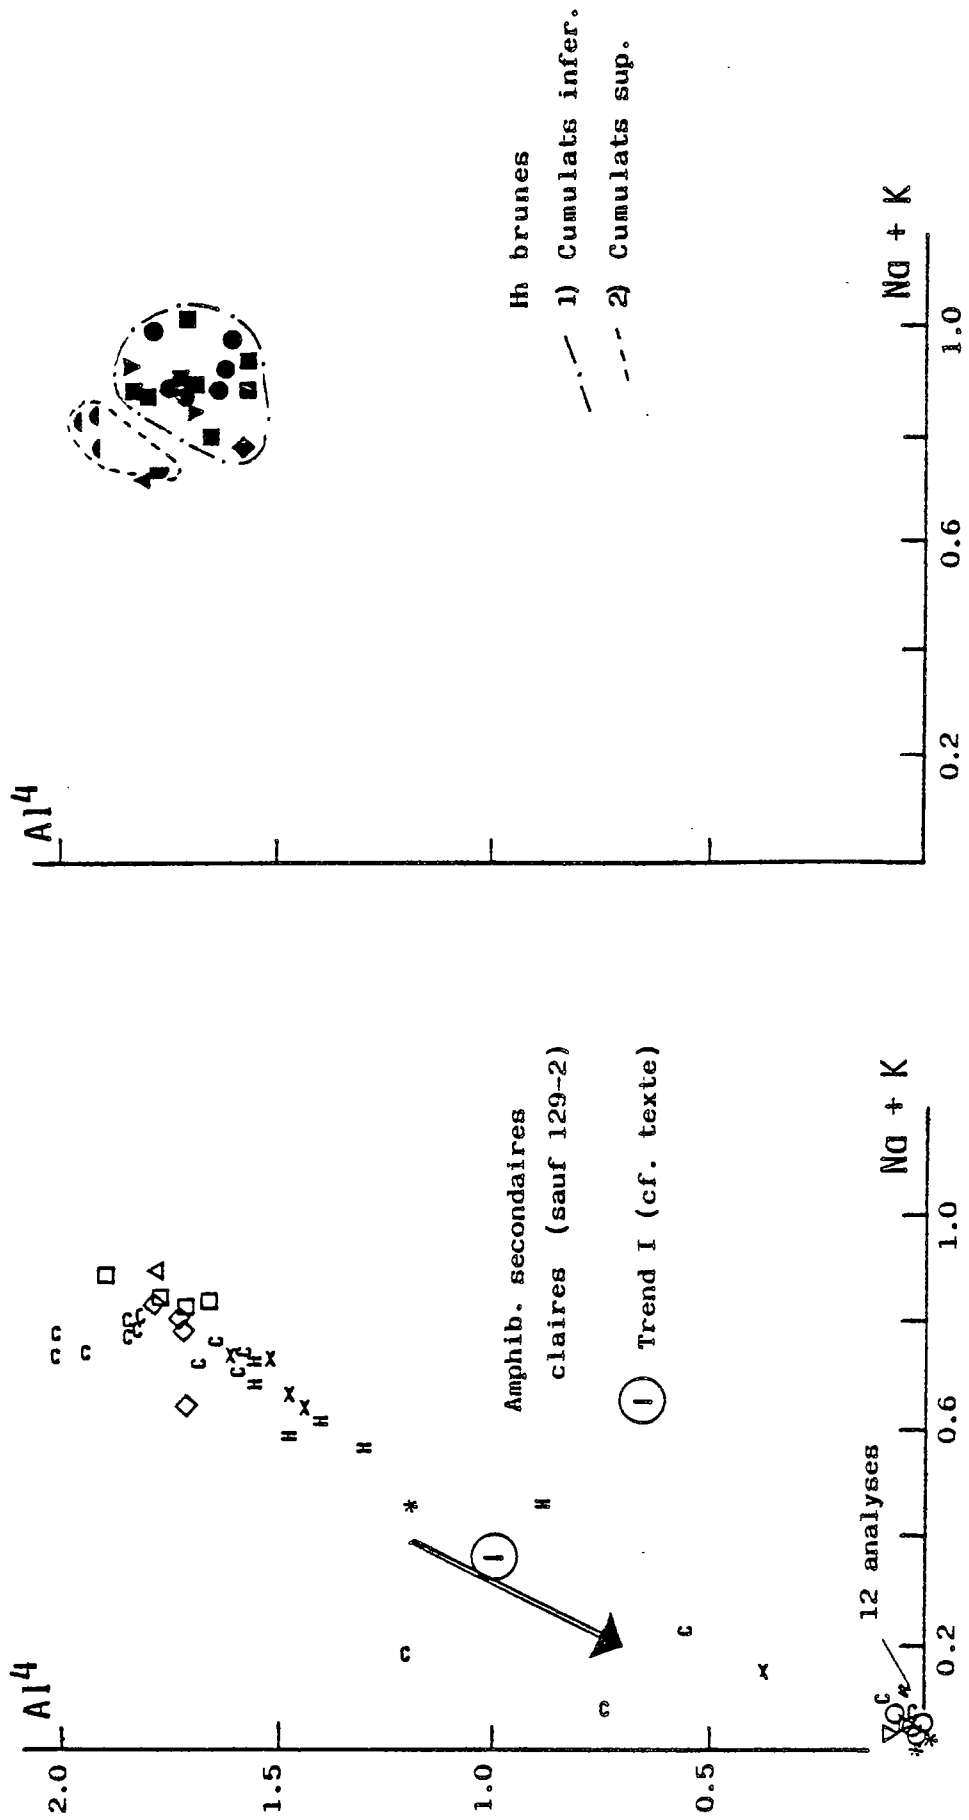 Al4
2.0
1.5
1.0
0.5
0.2
0.6
1.0
Na + K
12 analyses
Amphib. secondaires
claires (sauf 129-2)
I Trend I (cf. texte)
I
Al4
0.2
0.6
1.0
Na + K
Hb brunes
1) Cumulats infer.
2) Cumulats sup.